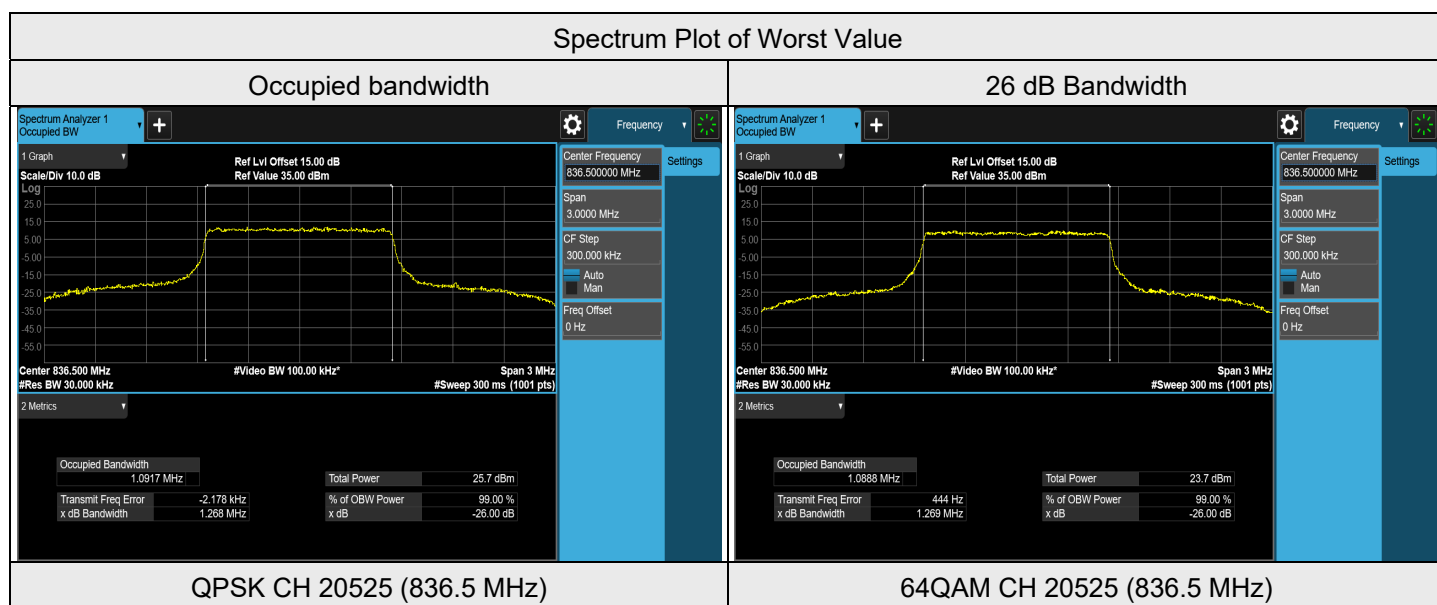 Spectrum Plot of Worst Value
Occupied bandwidth
26 dB Bandwidth
Spectrum Analyzer 1
Occupied BW
+
Frequency
1 Graph
Ref Lvl Offset 15.00 dB
Scale/Div 10.0 dB
Ref Value 35.00 dBm
Log
25.0
15.0
5.00
-5.00
-15.0
-25.0
-35.0
-45.0
-55.0
Center 836.500 MHz
#Video BW 100.00 kHz*
Span 3 MHz
#Res BW 30.000 kHz
#Sweep 300 ms (1001 pts)
Center Frequency
836.500000 MHz
Settings
Span
3.0000 MHz
CF Step
300.000 kHz
Auto
Man
Freq Offset
0 Hz
2 Metrics
Occupied Bandwidth
1.0917 MHz
Total Power 25.7 dBm
Transmit Freq Error -2.178 kHz
% of OBW Power 99.00 %
x dB Bandwidth 1.268 MHz
x dB -26.00 dB
Spectrum Analyzer 1
Occupied BW
+
Frequency
1 Graph
Ref Lvl Offset 15.00 dB
Scale/Div 10.0 dB
Ref Value 35.00 dBm
Log
25.0
15.0
5.00
-5.00
-15.0
-25.0
-35.0
-45.0
-55.0
Center 836.500 MHz
#Video BW 100.00 kHz*
Span 3 MHz
#Res BW 30.000 kHz
#Sweep 300 ms (1001 pts)
Center Frequency
836.500000 MHz
Settings
Span
3.0000 MHz
CF Step
300.000 kHz
Auto
Man
Freq Offset
0 Hz
2 Metrics
Occupied Bandwidth
1.0888 MHz
Total Power 23.7 dBm
Transmit Freq Error 444 Hz
% of OBW Power 99.00 %
x dB Bandwidth 1.269 MHz
x dB -26.00 dB
QPSK CH 20525 (836.5 MHz)
64QAM CH 20525 (836.5 MHz)